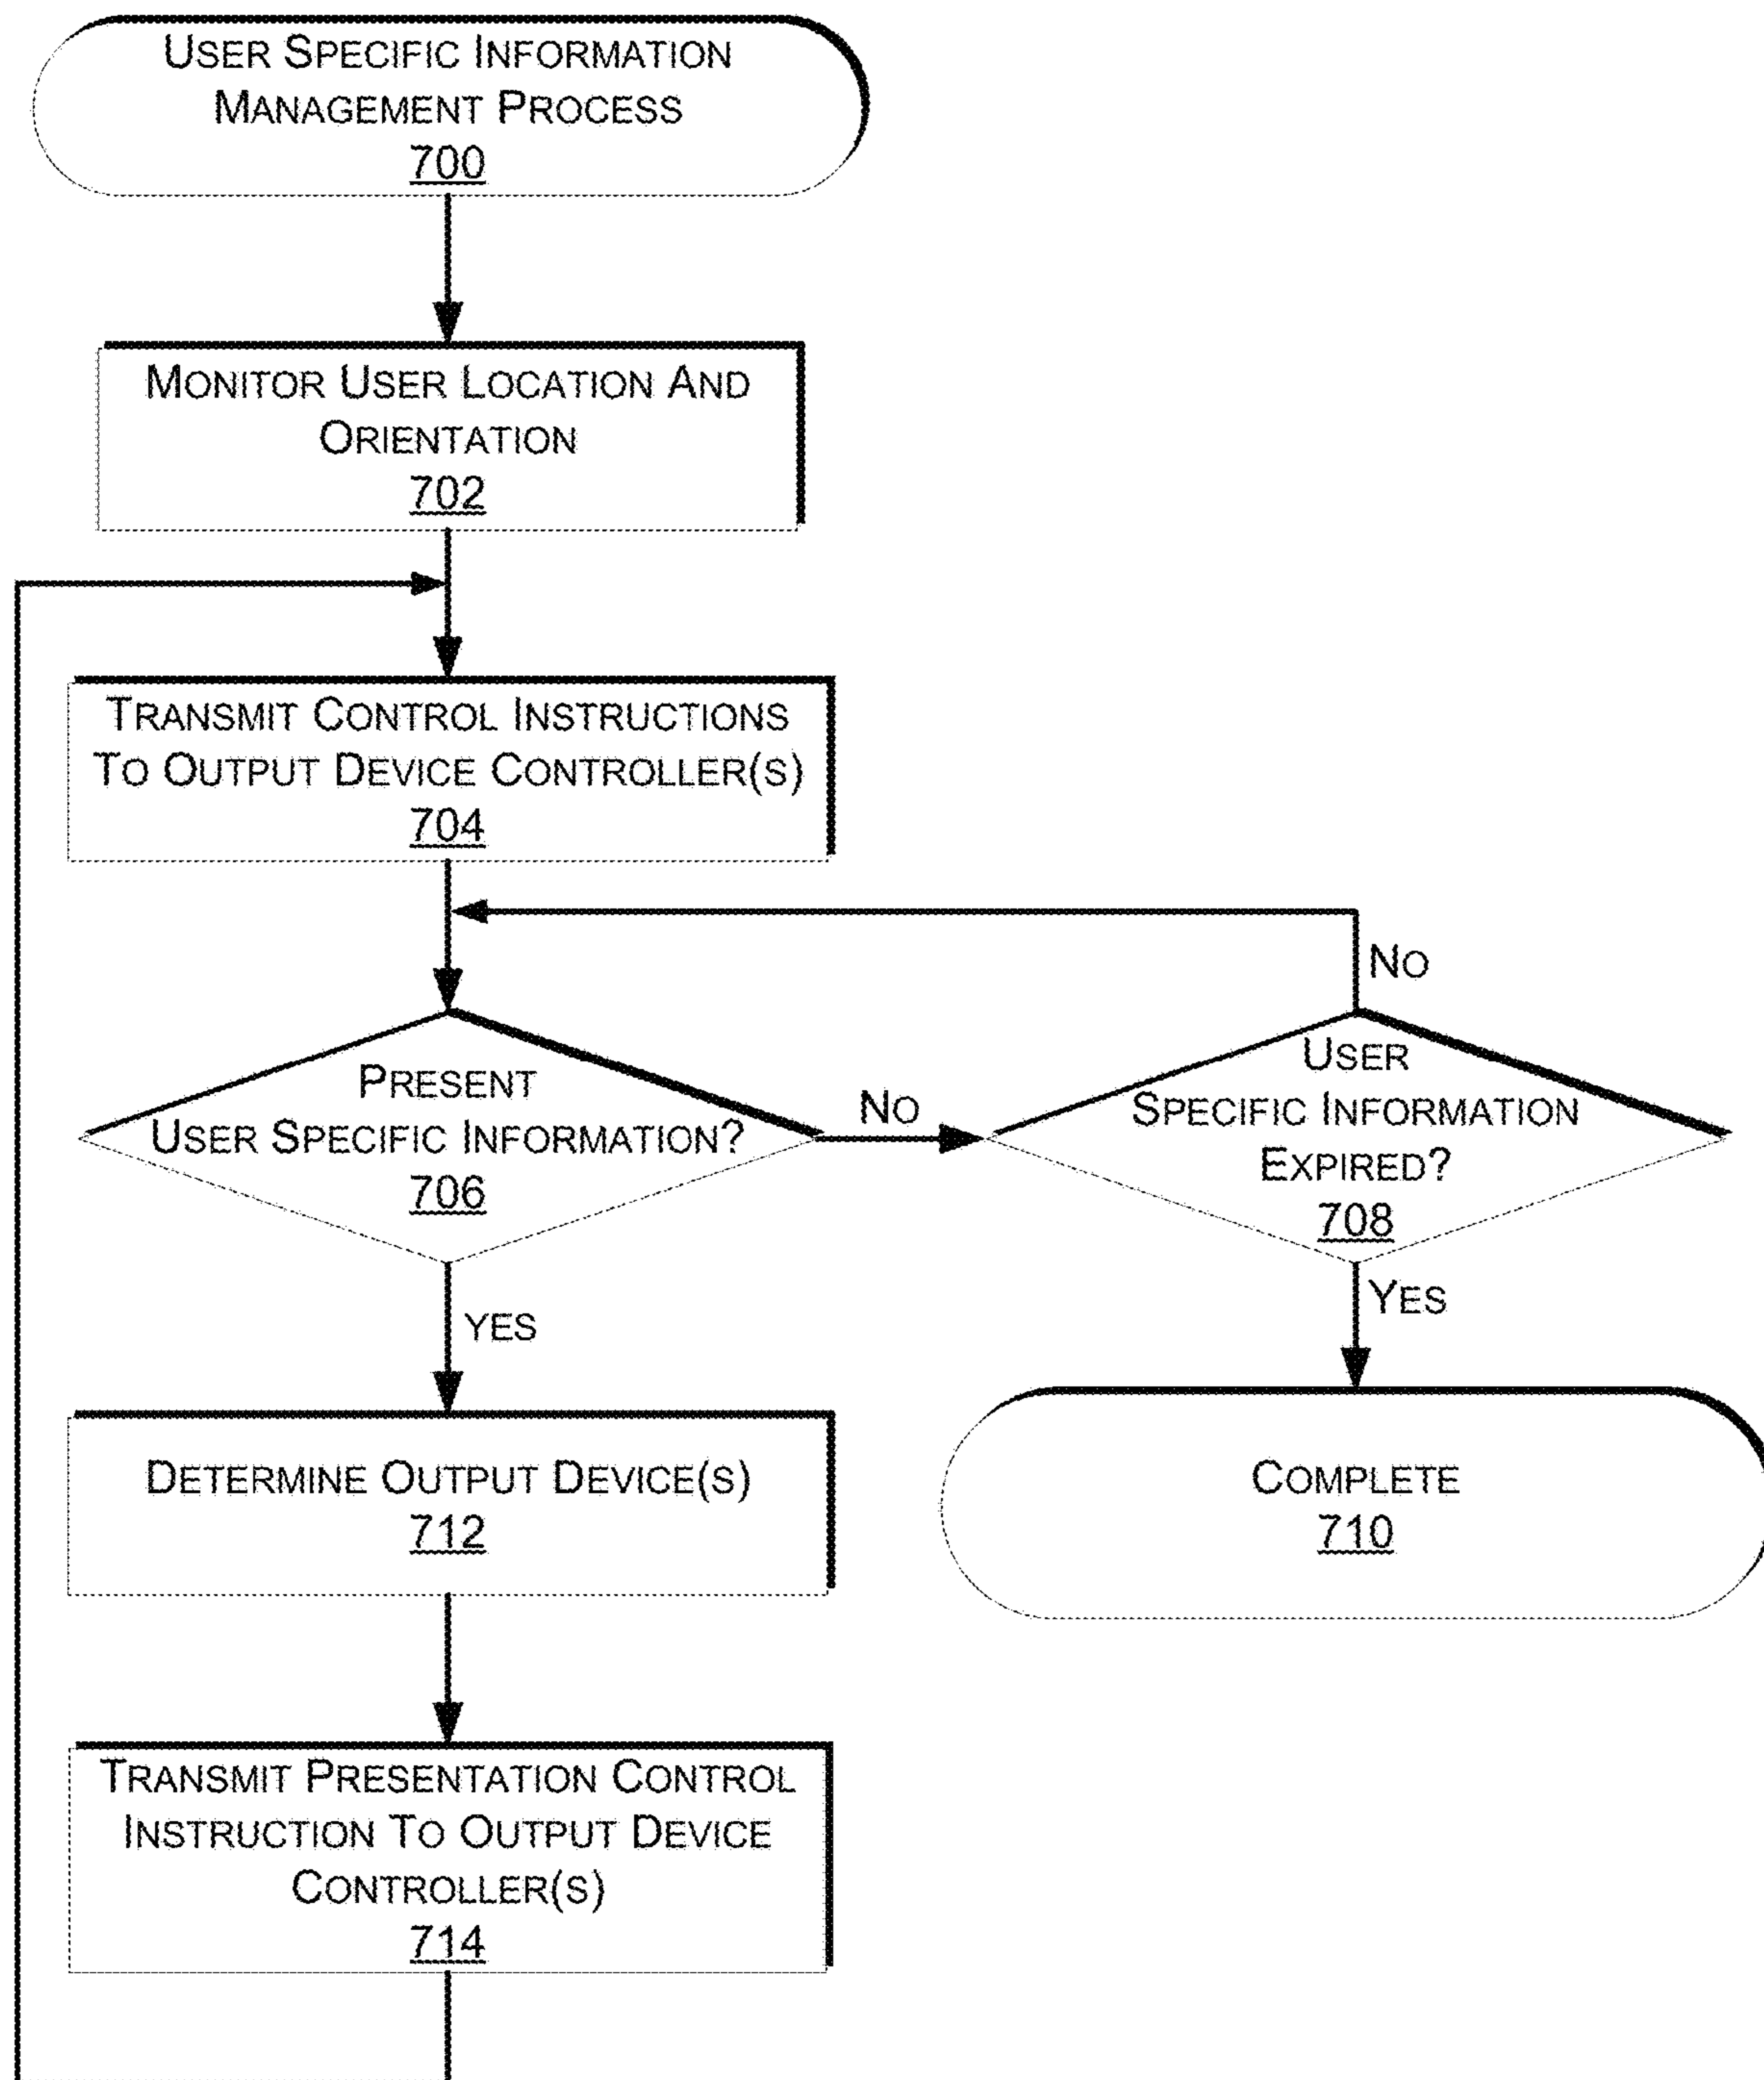 USER SPECIFIC INFORMATION
MANAGEMENT PROCESS
700
MONITOR USER LOCATION AND
ORIENTATION
702
TRANSMIT CONTROL INSTRUCTIONS
TO OUTPUT DEVICE CONTROLLER(S)
704
NO
PRESENT
USER SPECIFIC INFORMATION?
706
NO
USER
SPECIFIC INFORMATION
EXPIRED?
708
YES
YES
DETERMINE OUTPUT DEVICE(S)
712
COMPLETE
710
TRANSMIT PRESENTATION CONTROL
INSTRUCTION TO OUTPUT DEVICE
CONTROLLER(S)
714